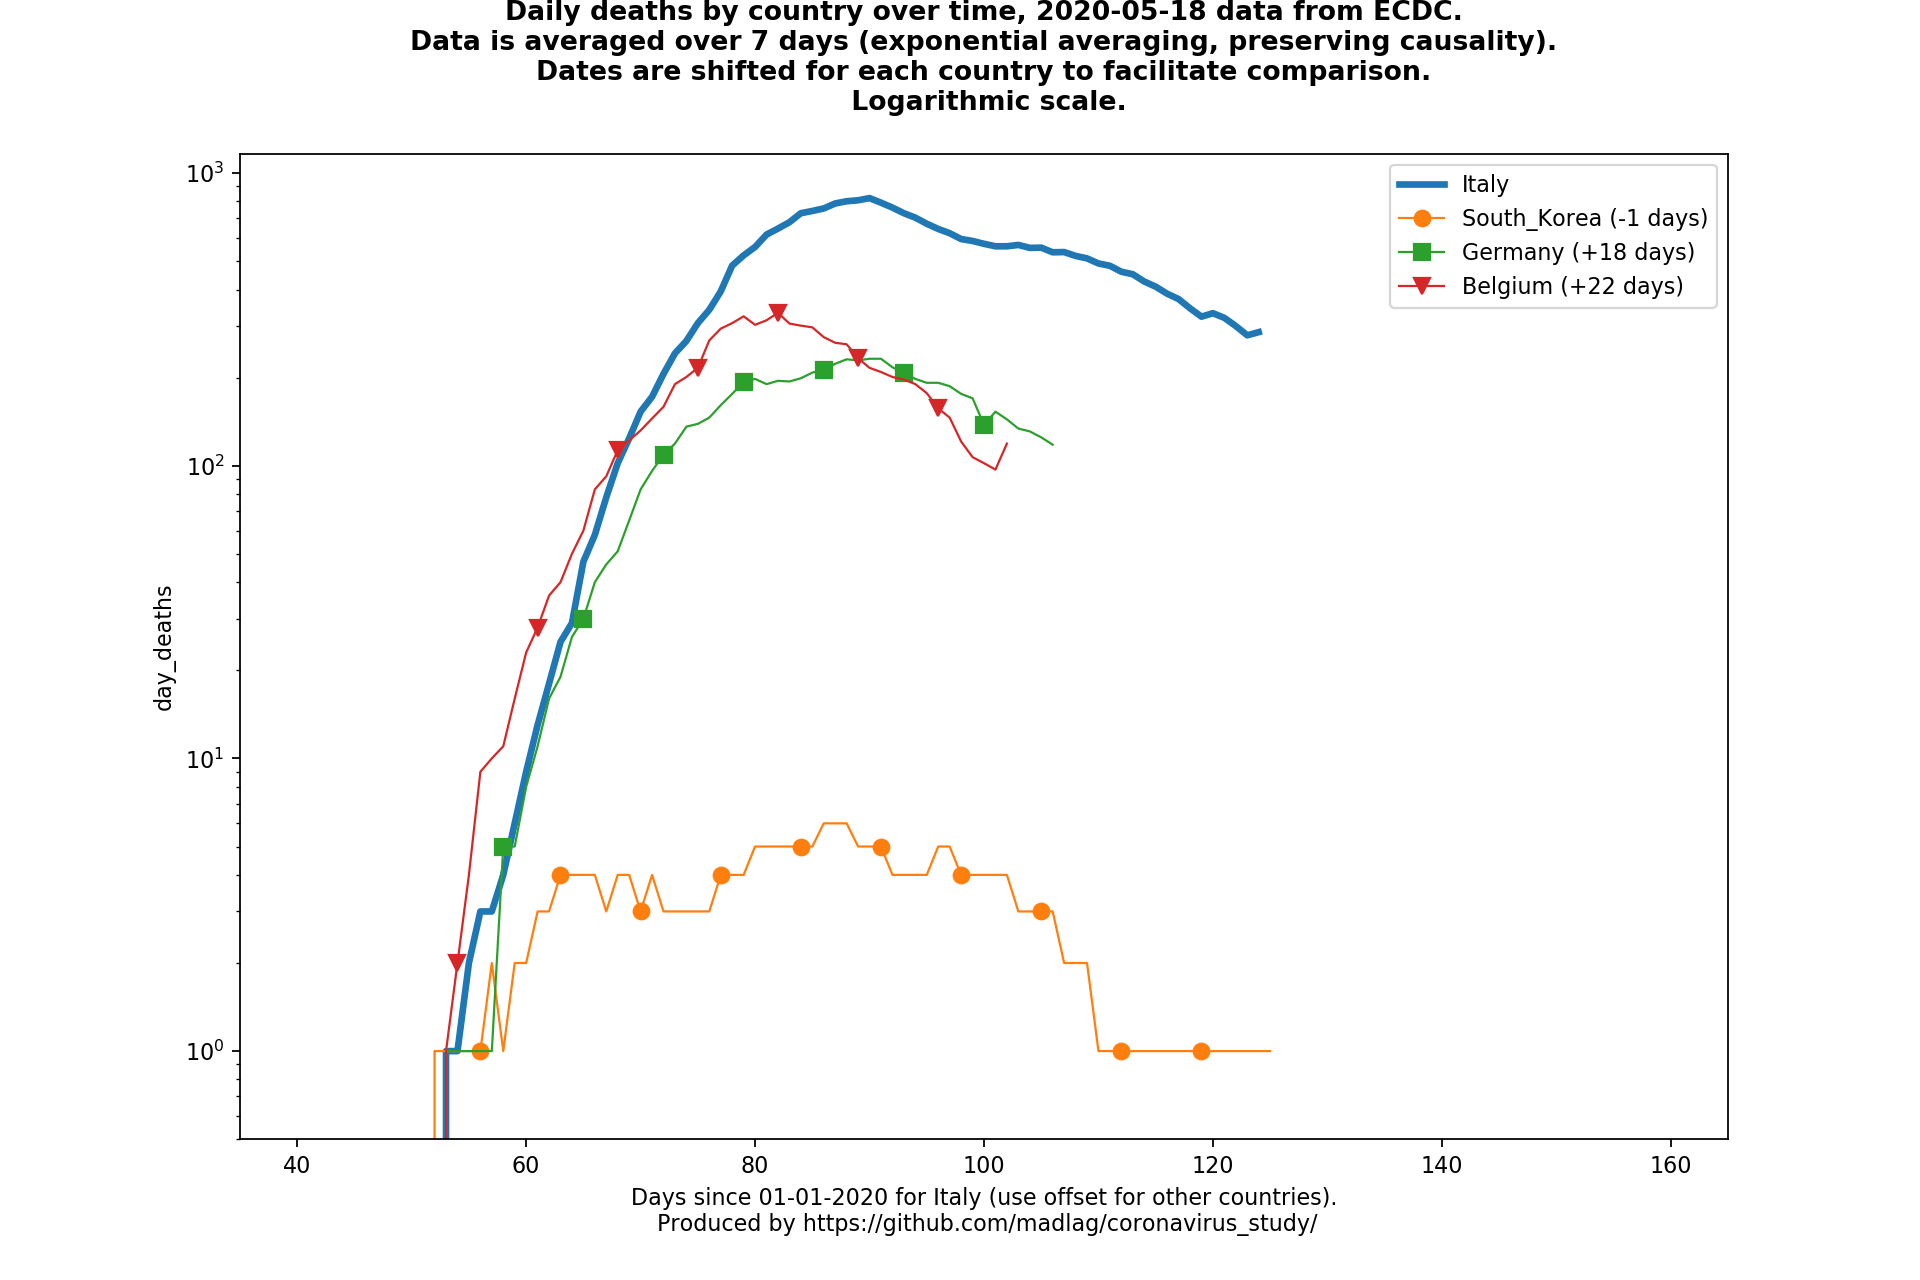 Daily deaths by country over time, 2020-05-18 data from ECDC.
Data is averaged over 7 days (exponential averaging, preserving causality).
Dates are shifted for each country to facilitate comparison.
Logarithmic scale.
10³
10²
10¹
10⁰
day_deaths
Italy
South_Korea (-1 days)
Germany (+18 days)
Belgium (+22 days)
40 60 80 100 120 140 160
Days since 01-01-2020 for Italy (use offset for other countries).
Produced by https://github.com/madlag/coronavirus_study/